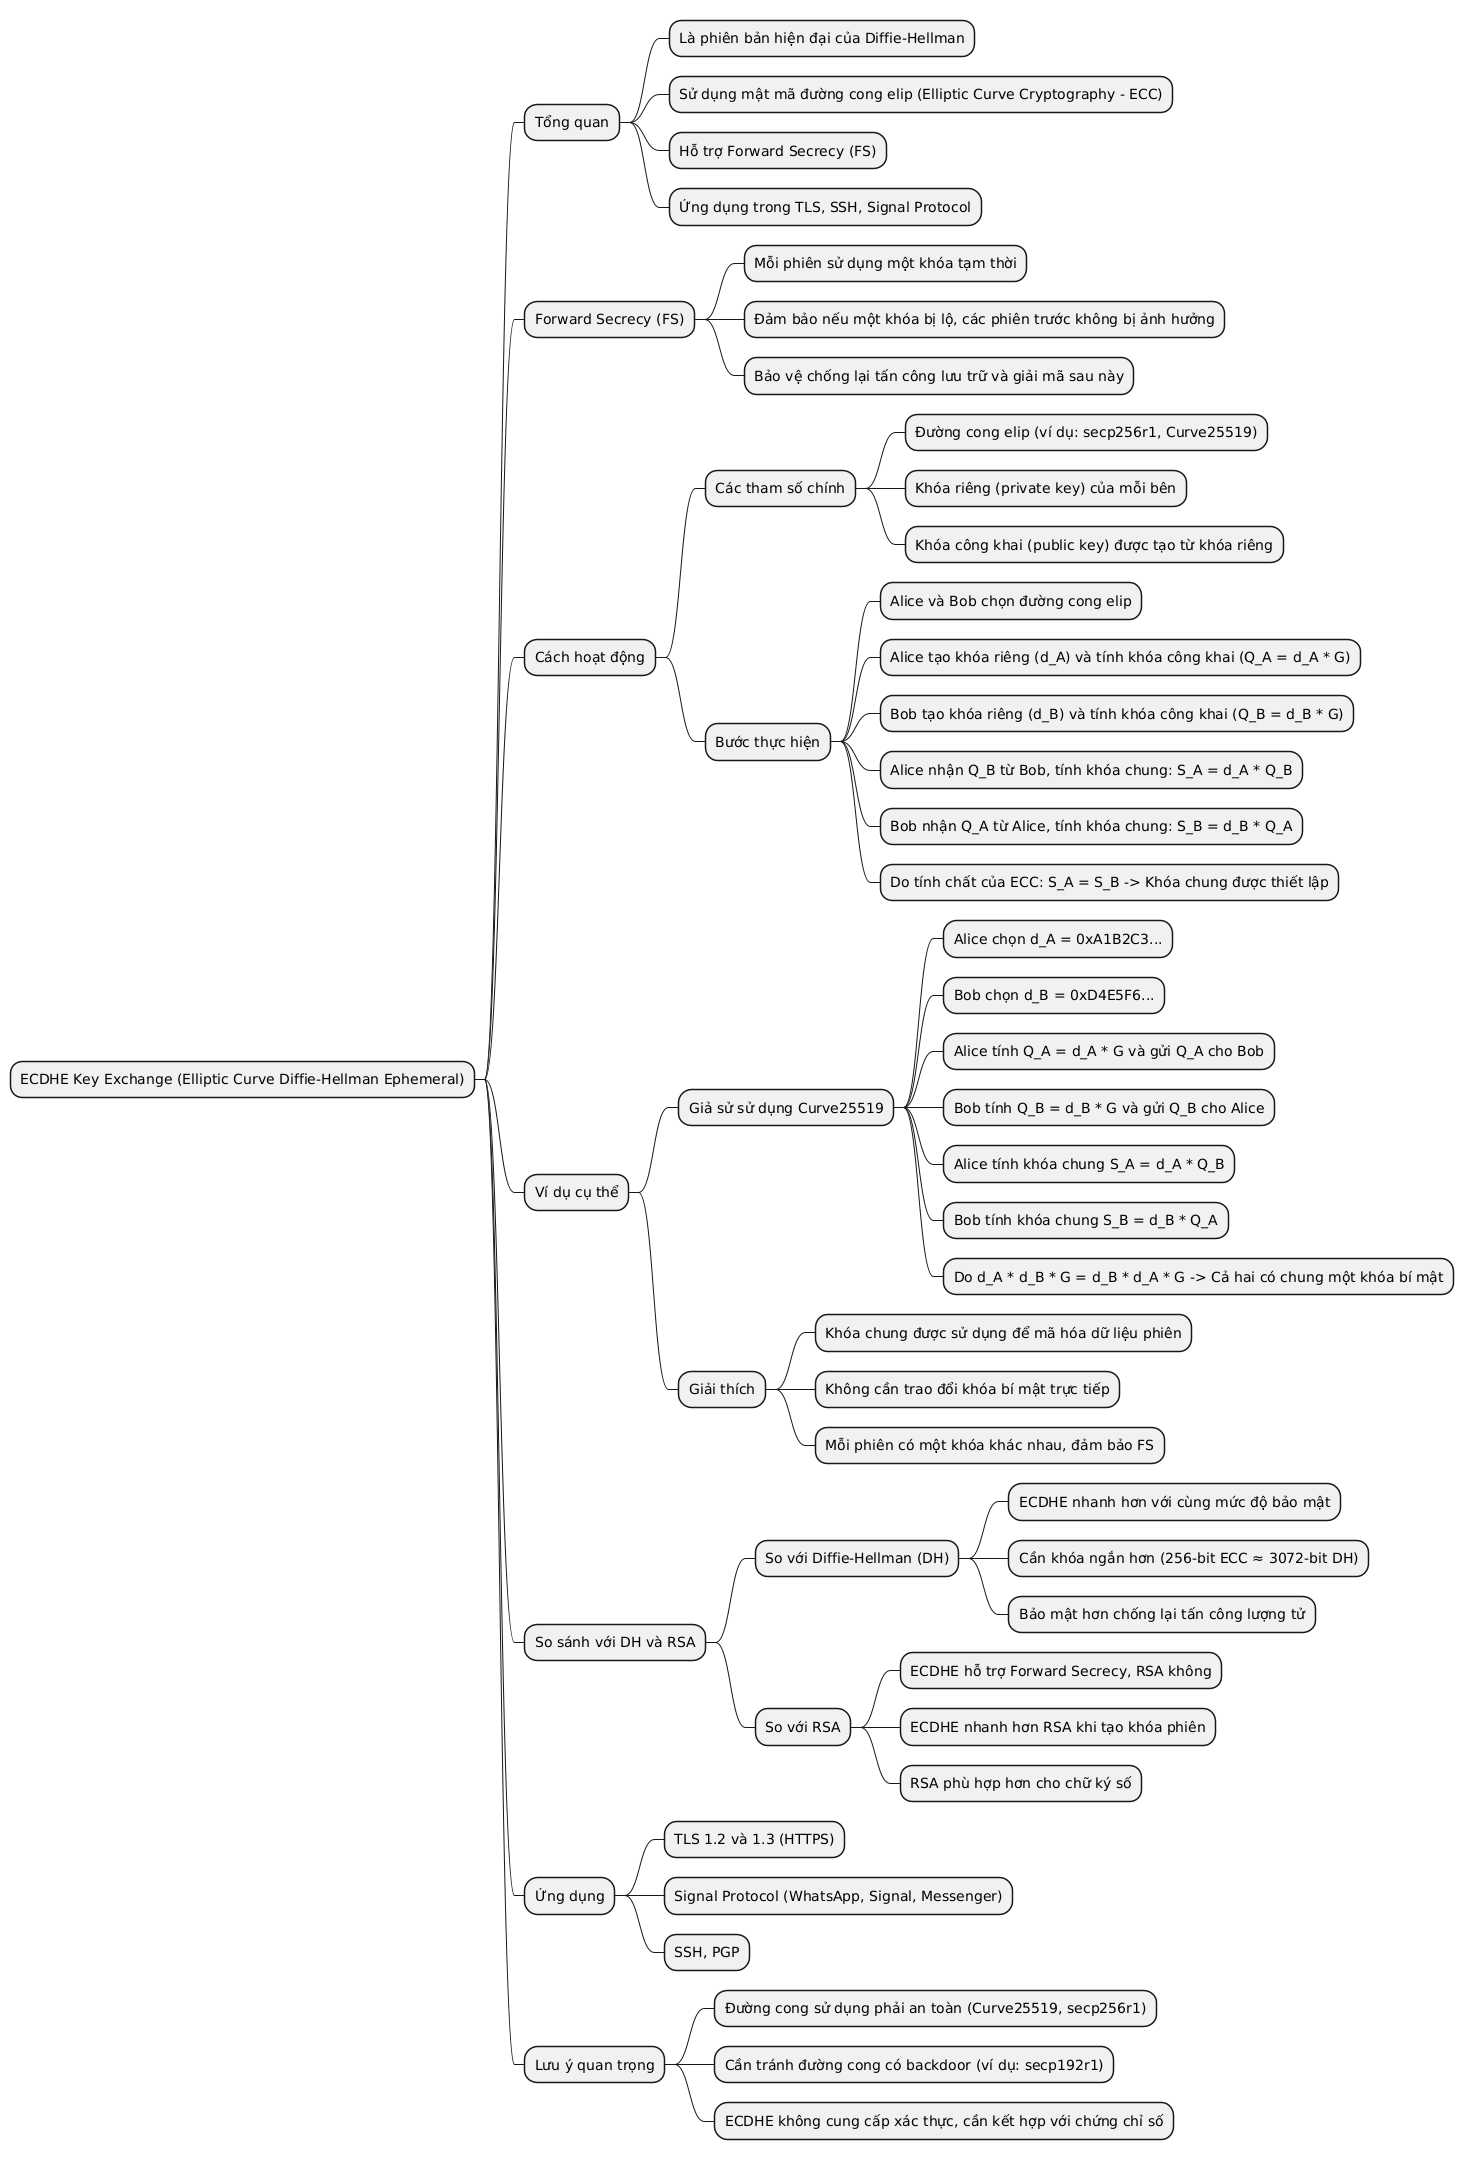 ECDHE Key Exchange (Elliptic Curve Diffie-Hellman Ephemeral)
Tổng quan
Là phiên bản hiện đại của Diffie-Hellman
Sử dụng mật mã đường cong elip (Elliptic Curve Cryptography - ECC)
Hỗ trợ Forward Secrecy (FS)
Ứng dụng trong TLS, SSH, Signal Protocol
Forward Secrecy (FS)
Mỗi phiên sử dụng một khóa tạm thời
Đảm bảo nếu một khóa bị lộ, các phiên trước không bị ảnh hưởng
Bảo vệ chống lại tấn công lưu trữ và giải mã sau này
Cách hoạt động
Các tham số chính
Đường cong elip (ví dụ: secp256r1, Curve25519)
Khóa riêng (private key) của mỗi bên
Khóa công khai (public key) được tạo từ khóa riêng
Bước thực hiện
Alice và Bob chọn đường cong elip
Alice tạo khóa riêng (d_A) và tính khóa công khai (Q_A = d_A * G)
Bob tạo khóa riêng (d_B) và tính khóa công khai (Q_B = d_B * G)
Alice nhận Q_B từ Bob, tính khóa chung: S_A = d_A * Q_B
Bob nhận Q_A từ Alice, tính khóa chung: S_B = d_B * Q_A
Do tính chất của ECC: S_A = S_B -> Khóa chung được thiết lập
Ví dụ cụ thể
Giả sử sử dụng Curve25519
Alice chọn d_A = 0xA1B2C3...
Bob chọn d_B = 0xD4E5F6...
Alice tính Q_A = d_A * G và gửi Q_A cho Bob
Bob tính Q_B = d_B * G và gửi Q_B cho Alice
Alice tính khóa chung S_A = d_A * Q_B
Bob tính khóa chung S_B = d_B * Q_A
Do d_A * d_B * G = d_B * d_A * G -> Cả hai có chung một khóa bí mật
Giải thích
Khóa chung được sử dụng để mã hóa dữ liệu phiên
Không cần trao đổi khóa bí mật trực tiếp
Mỗi phiên có một khóa khác nhau, đảm bảo FS
So sánh với DH và RSA
So với Diffie-Hellman (DH)
ECDHE nhanh hơn với cùng mức độ bảo mật
Cần khóa ngắn hơn (256-bit ECC ≈ 3072-bit DH)
Bảo mật hơn chống lại tấn công lượng tử
So với RSA
ECDHE hỗ trợ Forward Secrecy, RSA không
ECDHE nhanh hơn RSA khi tạo khóa phiên
RSA phù hợp hơn cho chữ ký số
Ứng dụng
TLS 1.2 và 1.3 (HTTPS)
Signal Protocol (WhatsApp, Signal, Messenger)
SSH, PGP
Lưu ý quan trọng
Đường cong sử dụng phải an toàn (Curve25519, secp256r1)
Cần tránh đường cong có backdoor (ví dụ: secp192r1)
ECDHE không cung cấp xác thực, cần kết hợp với chứng chỉ số